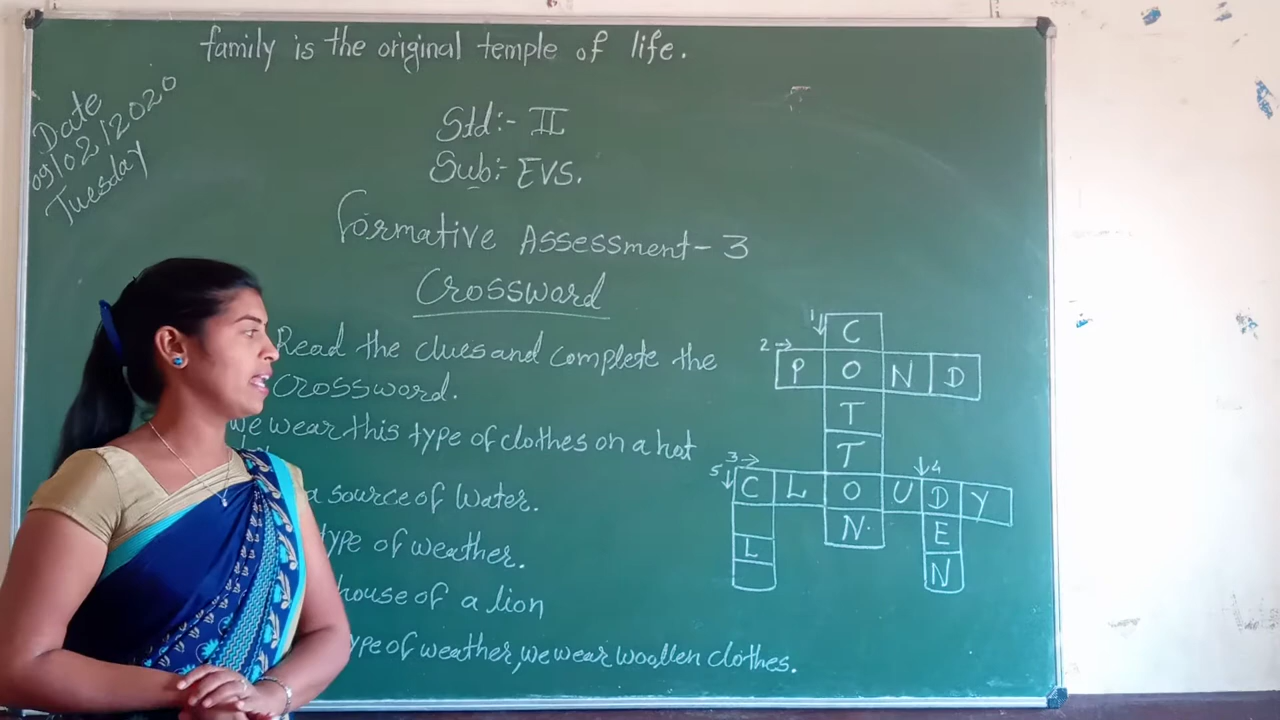 family is the original temple of life.
Date
09/02/2020
Tuesday
Std:- II
Sub:- EVS.
Formative Assessment- 3
Crossward
Read the clues and complete the
crossword.
we wear this type of clothes on a hot
a source of Water.
type of weather.
house of a lion
type of weather, we wear woollen clothes.
1↓ C
2→ P O N D
T
T
3→ 5↓ C L O U D Y ↓4
N. E
L N